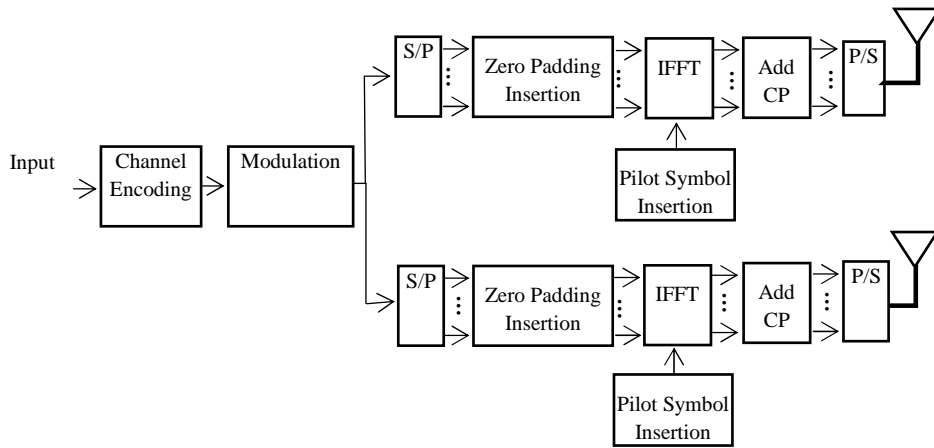 S/P
Zero Padding
Insertion
IFFT
Add
CP
P/S
Pilot Symbol
Insertion
Input
Channel
Encoding
Modulation
S/P
Zero Padding
Insertion
IFFT
Add
CP
P/S
Pilot Symbol
Insertion